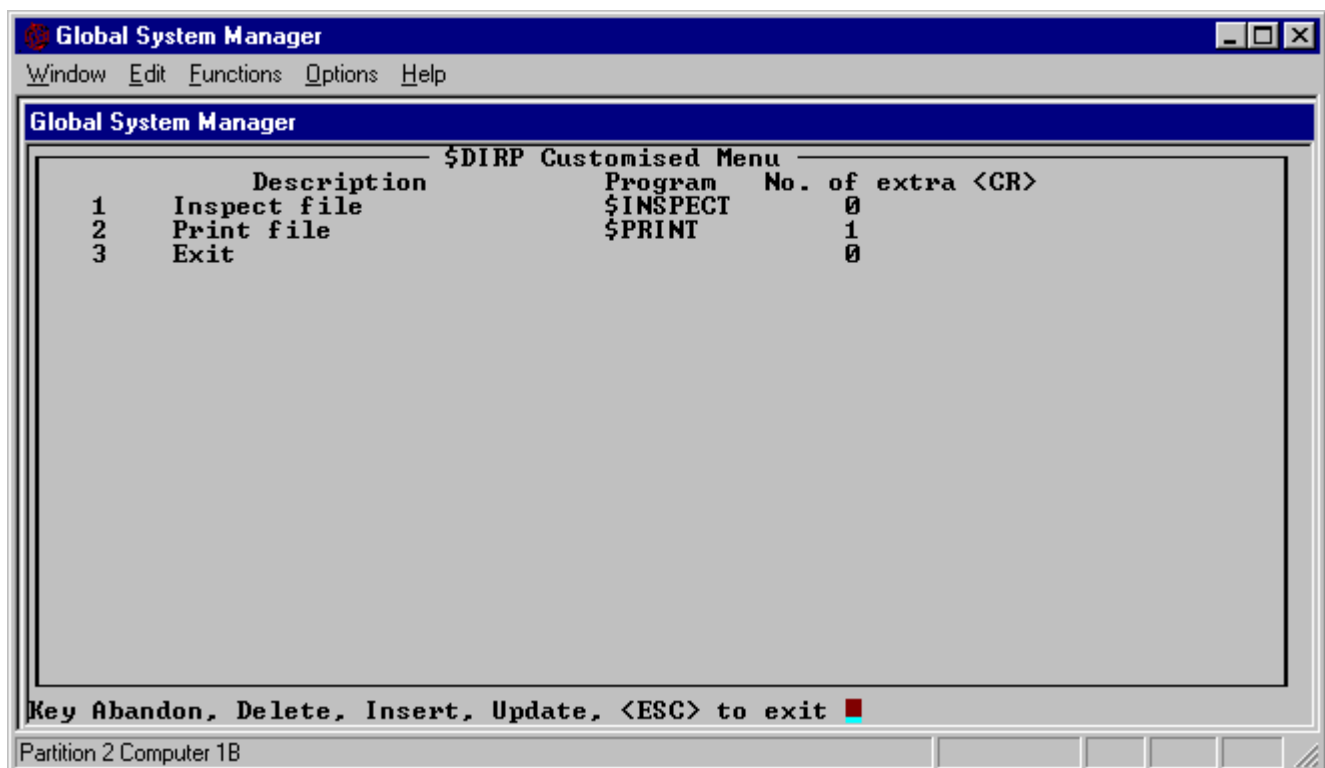 Global System Manager
Window Edit Functions Options Help
Global System Manager
$DIRP Customised Menu
Description Program No. of extra <CR>
1 Inspect file $INSPECT 0
2 Print file $PRINT 1
3 Exit 0
Key Abandon, Delete, Insert, Update, <ESC> to exit
Partition 2 Computer 1B